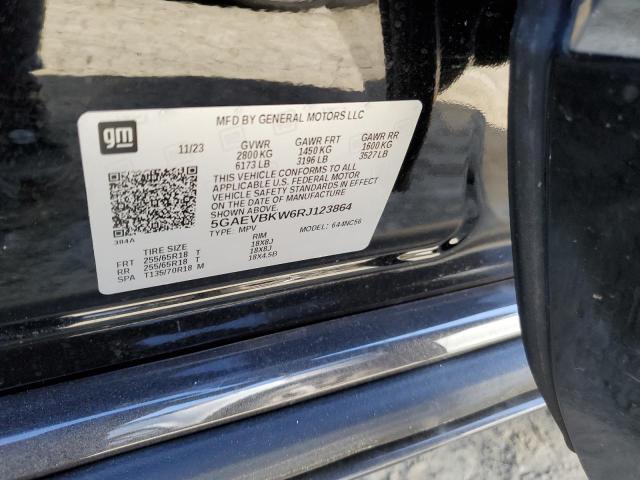 gm
MFD BY GENERAL MOTORS LLC
11/23 GVWR GAWR FRT GAWR RR
2800 KG 1450 KG 1600 KG
6173 LB 3196 LB 3527 LB
THIS VEHICLE CONFORMS TO ALL
APPLICABLE U.S. FEDERAL MOTOR
VEHICLE SAFETY STANDARDS IN EFFECT
ON THE DATE OF MANUFACTURE
5GAEVBKW6RJ123864
TYPE: MPV MODEL: 644NC56
384A
TIRE SIZE RIM
FRT 255/65R18 T 18X8J
RR 255/65R18 T 18X8J
SPA T135/70R18 M 18X4.5B